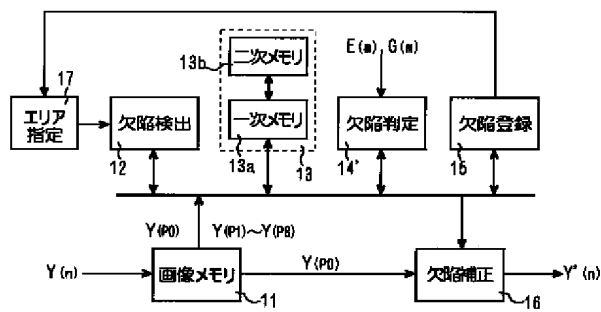 E(m), G(m)
13b
二次メモリ
17
エリア
指定
欠陥検出
12
一次メモリ
13a
13
欠陥判定
14'
欠陥登録
15
Y(P0)
Y(P1)～Y(P8)
Y(n)
画像メモリ
11
Y(P0)
欠陥補正
16
Y'(n)